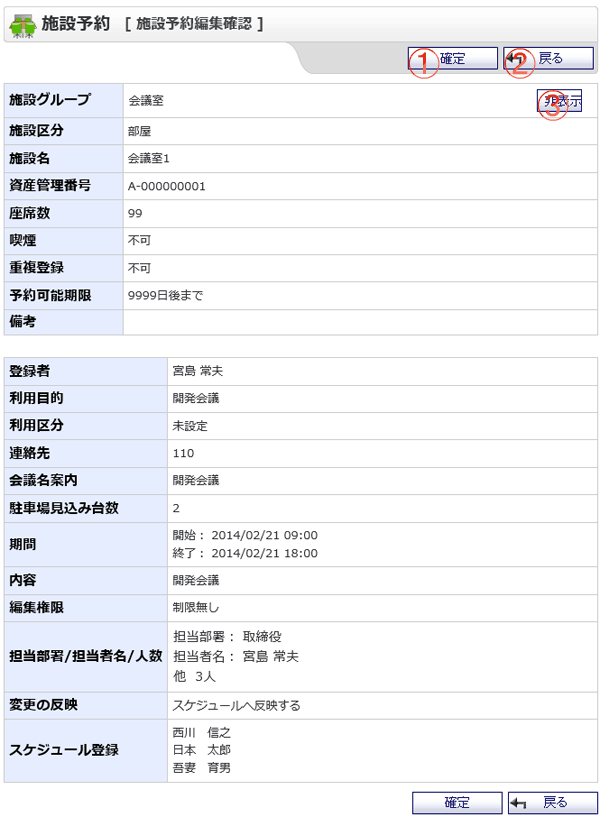 施設予約 [ 施設予約編集確認 ]
① 確定 ② 戻る
施設グループ 会議室 ③ 非表示
施設区分 部屋
施設名 会議室1
資産管理番号 A-000000001
座席数 99
喫煙 不可
重複登録 不可
予約可能期限 9999日後まで
備考
登録者 宮島 常夫
利用目的 開発会議
利用区分 未設定
連絡先 110
会議名案内 開発会議
駐車場見込み台数 2
期間 開始： 2014/02/21 09:00
終了： 2014/02/21 18:00
内容 開発会議
編集権限 制限無し
担当部署/担当者名/人数 担当部署： 取締役
担当者名： 宮島 常夫
他 3人
変更の反映 スケジュールへ反映する
スケジュール登録 西川　信之
日本　太郎
吾妻　育男
確定 戻る